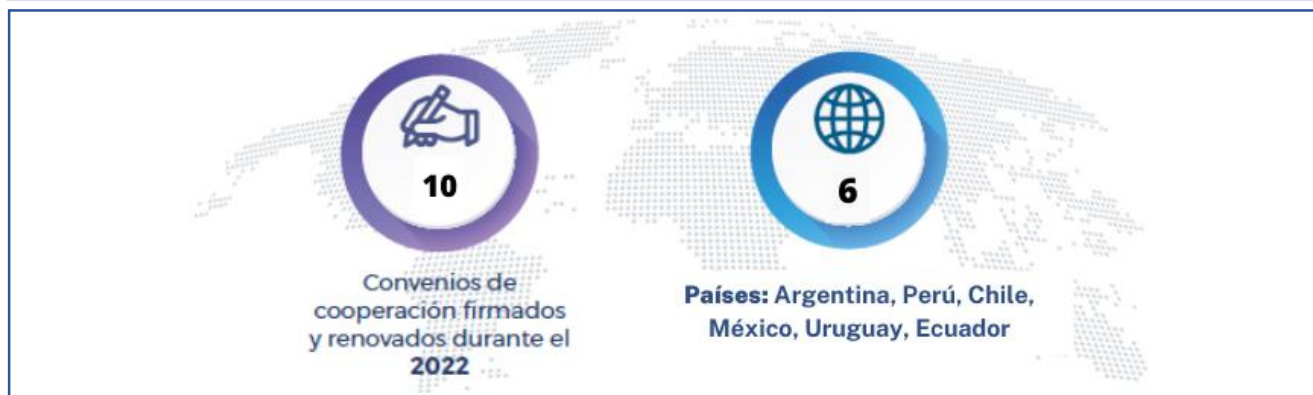 10
Convenios de
cooperación firmados
y renovados durante el
2022
6
Países: Argentina, Perú, Chile,
México, Uruguay, Ecuador